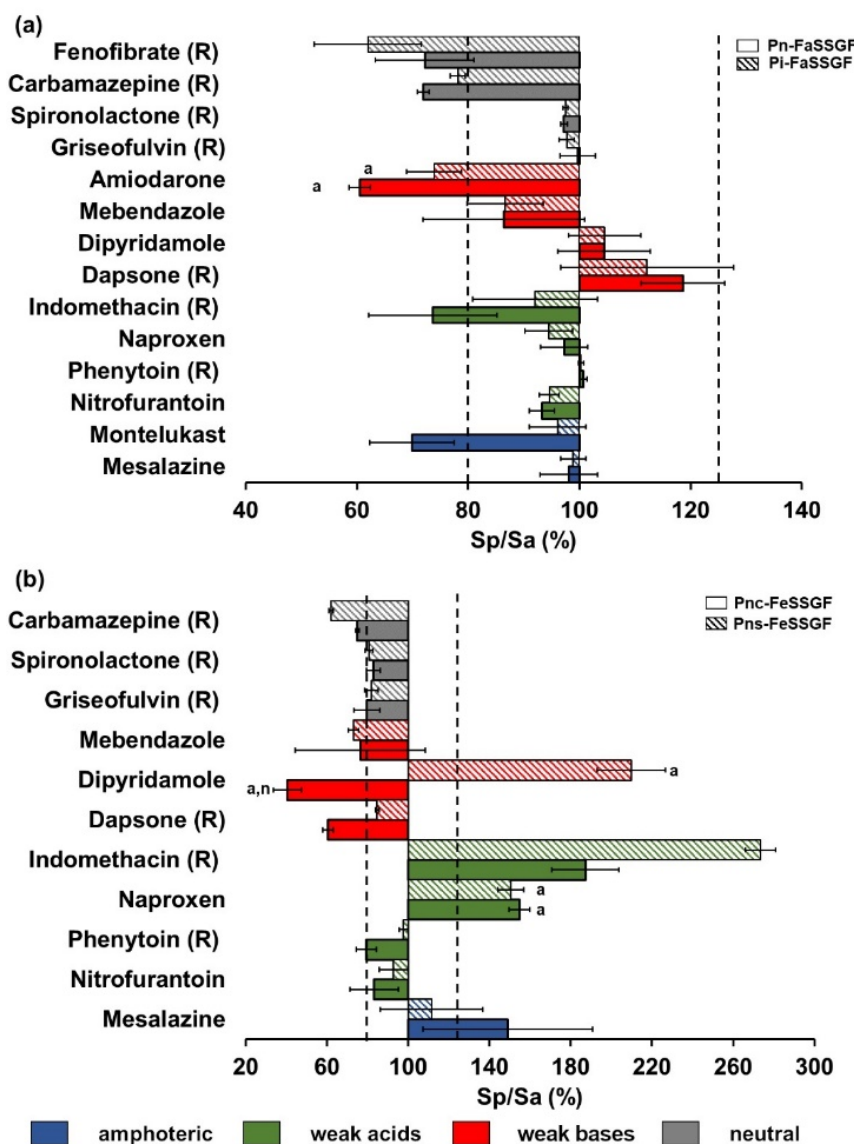 (a)
Fenofibrate (R)
Carbamazepine (R)
Spironolactone (R)
Griseofulvin (R)
Amiodarone
Mebendazole
Dipyridamole
Dapsone (R)
Indomethacin (R)
Naproxen
Phenytoin (R)
Nitrofurantoin
Montelukast
Mesalazine
Pn-FaSSGF
Pi-FaSSGF
a
a
40 60 80 100 120 140
Sp/Sa (%)
(b)
Carbamazepine (R)
Spironolactone (R)
Griseofulvin (R)
Mebendazole
Dipyridamole
Dapsone (R)
Indomethacin (R)
Naproxen
Phenytoin (R)
Nitrofurantoin
Mesalazine
Pnc-FeSSGF
Pns-FeSSGF
a
a,n
a
a
20 60 100 140 180 220 260 300
Sp/Sa (%)
amphoteric weak acids weak bases neutral